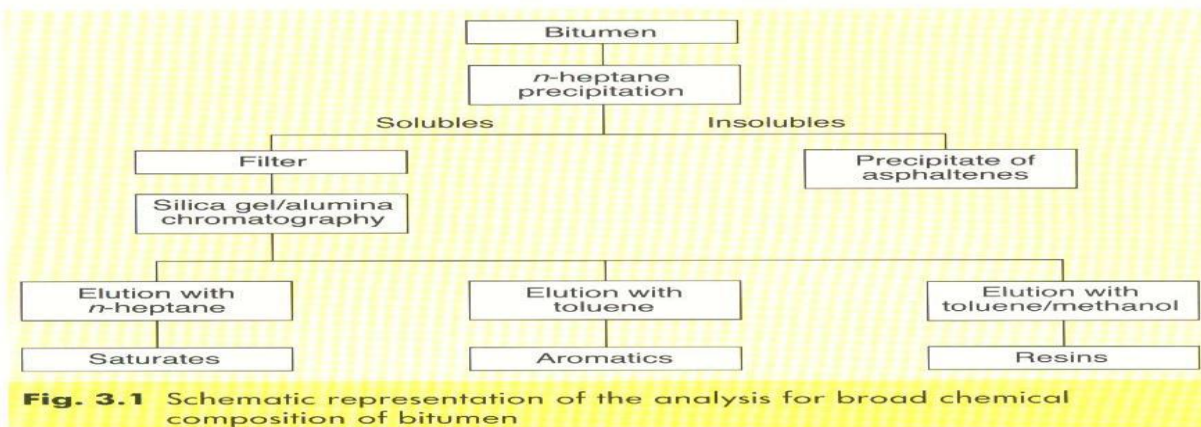 Bitumen
n-heptane
precipitation
Solubles
Insolubles
Filter
Precipitate of
asphaltenes
Silica gel/alumina
chromatography
Elution with
n-heptane
Elution with
toluene
Elution with
toluene/methanol
Saturates
Aromatics
Resins
Fig. 3.1 Schematic representation of the analysis for broad chemical
composition of bitumen